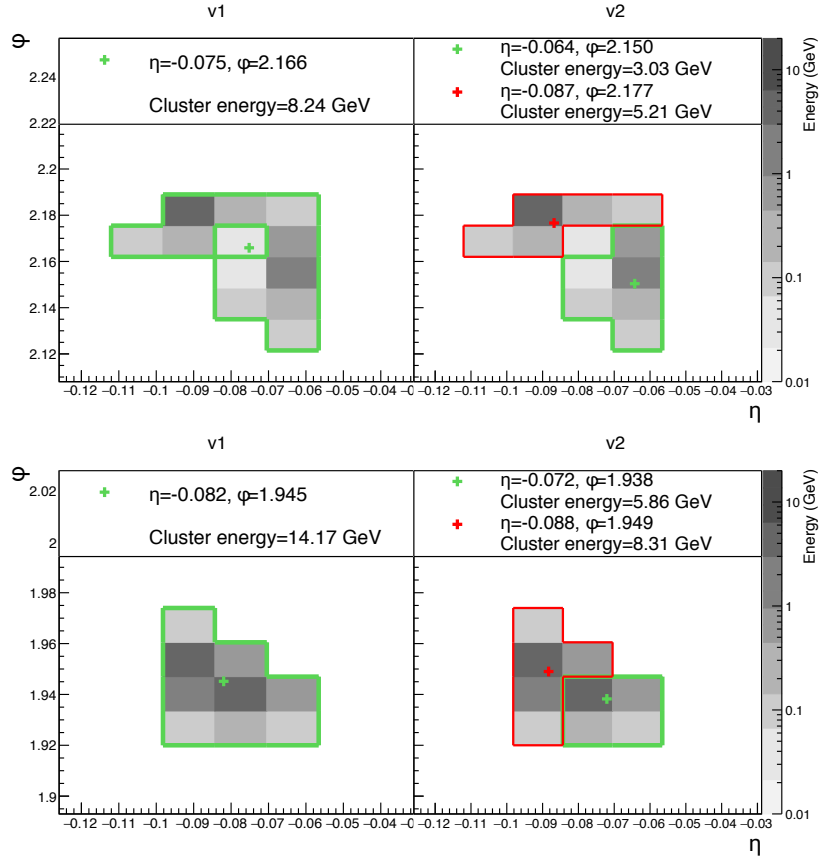 v1
v2
φ
η=-0.075, φ=2.166
Cluster energy=8.24 GeV
η=-0.064, φ=2.150
Cluster energy=3.03 GeV
η=-0.087, φ=2.177
Cluster energy=5.21 GeV
Energy (GeV)
10
1
0.1
0.01
2.24
2.22
2.2
2.18
2.16
2.14
2.12
−0.12 −0.11 −0.1 −0.09 −0.08 −0.07 −0.06 −0.05 −0.04 −0.0
−0.12 −0.11 −0.1 −0.09 −0.08 −0.07 −0.06 −0.05 −0.04 −0.03
η
v1
v2
φ
η=-0.082, φ=1.945
Cluster energy=14.17 GeV
η=-0.072, φ=1.938
Cluster energy=5.86 GeV
η=-0.088, φ=1.949
Cluster energy=8.31 GeV
Energy (GeV)
10
1
0.1
0.01
2.02
2
1.98
1.96
1.94
1.92
1.9
−0.12 −0.11 −0.1 −0.09 −0.08 −0.07 −0.06 −0.05 −0.04 −0.0
−0.12 −0.11 −0.1 −0.09 −0.08 −0.07 −0.06 −0.05 −0.04 −0.03
η